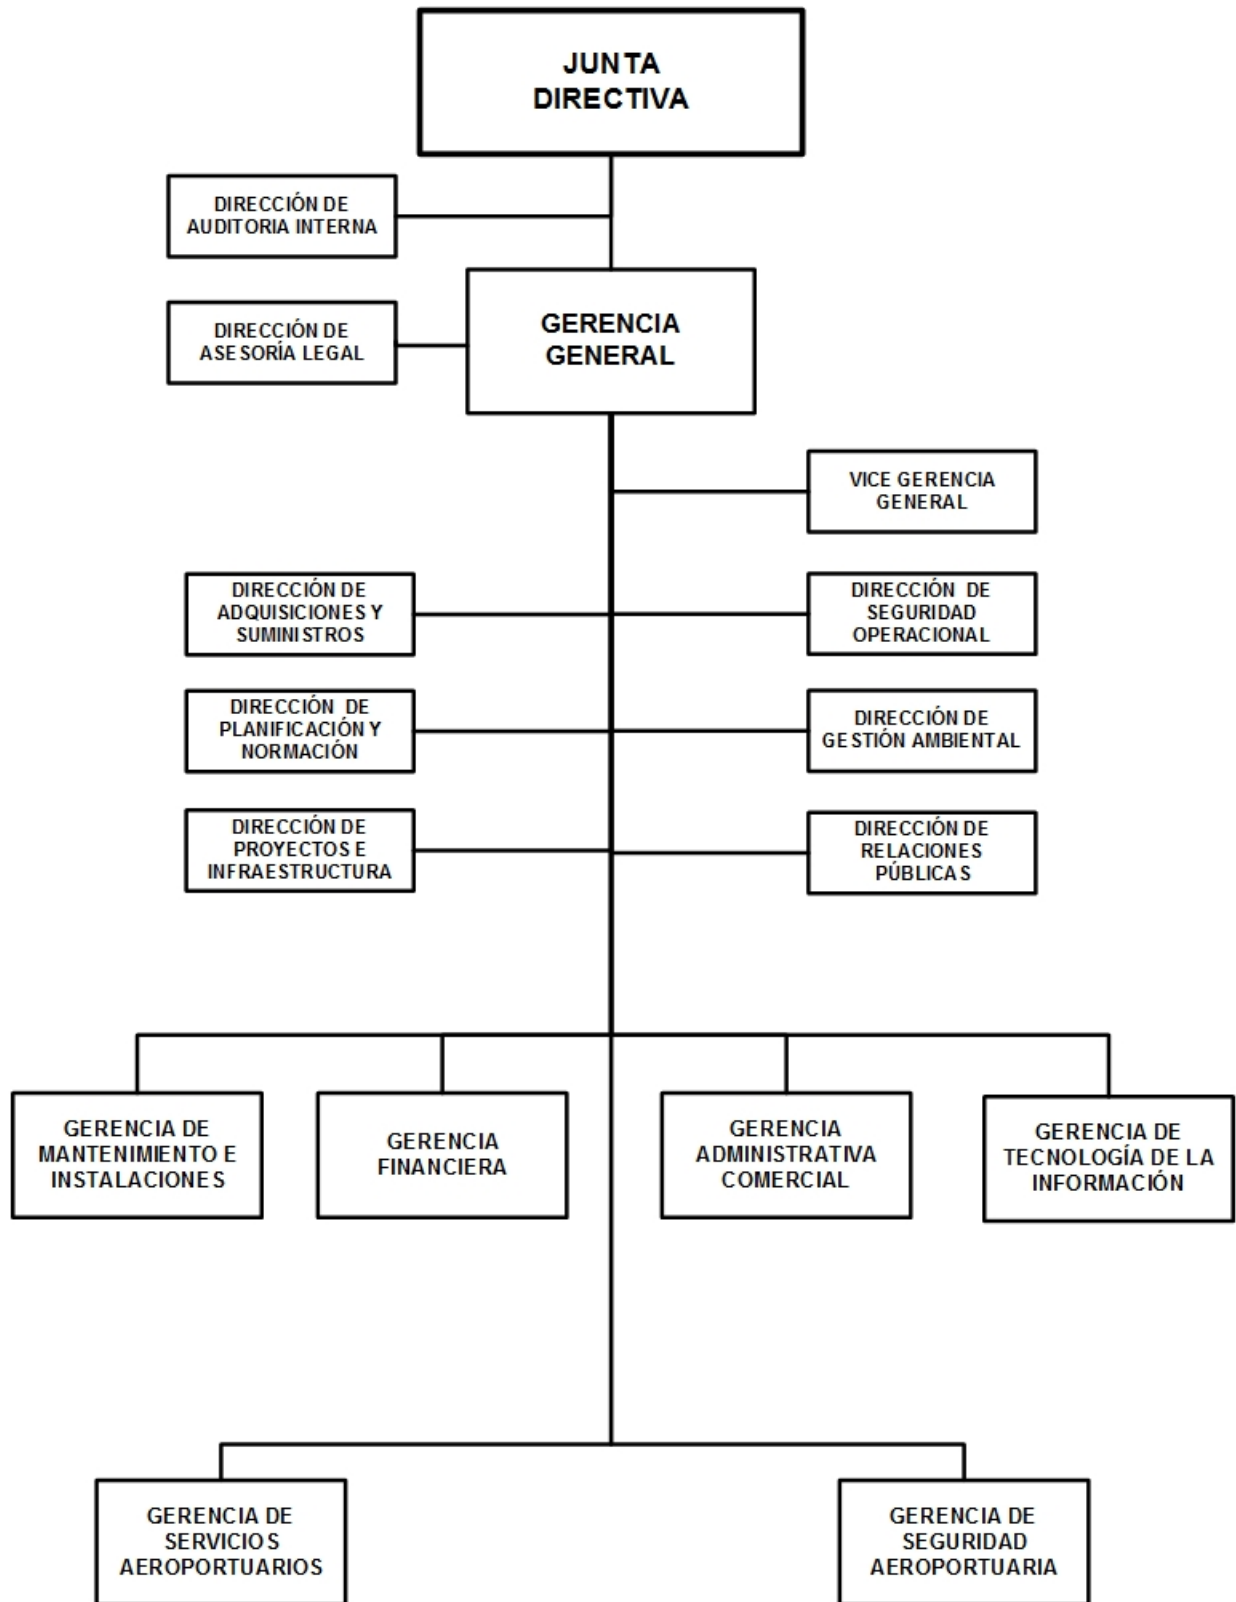 JUNTA
DIRECTIVA
DIRECCIÓN DE
AUDITORIA INTERNA
DIRECCIÓN DE
ASESORÍA LEGAL
GERENCIA
GENERAL
VICE GERENCIA
GENERAL
DIRECCIÓN DE
ADQUISICIONES Y
SUMINISTROS
DIRECCIÓN DE
SEGURIDAD
OPERACIONAL
DIRECCIÓN DE
PLANIFICACIÓN Y
NORMACIÓN
DIRECCIÓN DE
GESTIÓN AMBIENTAL
DIRECCIÓN DE
PROYECTOS E
INFRAESTRUCTURA
DIRECCIÓN DE
RELACIONES
PÚBLICAS
GERENCIA DE
MANTENIMIENTO E
INSTALACIONES
GERENCIA
FINANCIERA
GERENCIA
ADMINISTRATIVA
COMERCIAL
GERENCIA DE
TECNOLOGÍA DE LA
INFORMACIÓN
GERENCIA DE
SERVICIOS
AEROPORTUARIOS
GERENCIA DE
SEGURIDAD
AEROPORTUARIA